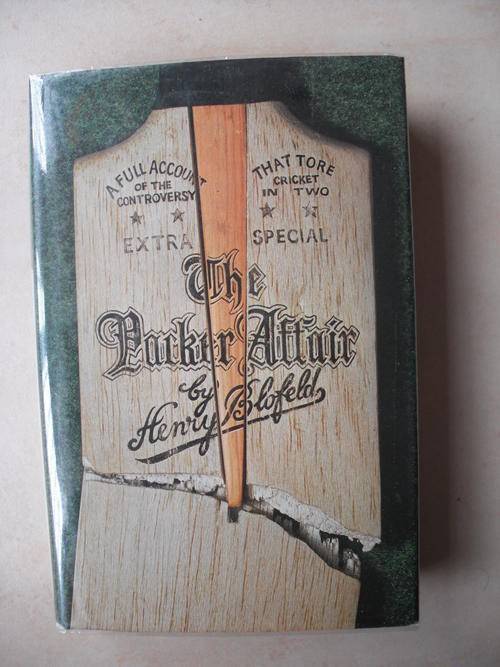 A FULL ACCOUNT
OF THE
CONTROVERSY
THAT TORE
CRICKET
IN TWO
EXTRA SPECIAL
The
Packer Affair
by
Henry Blofeld